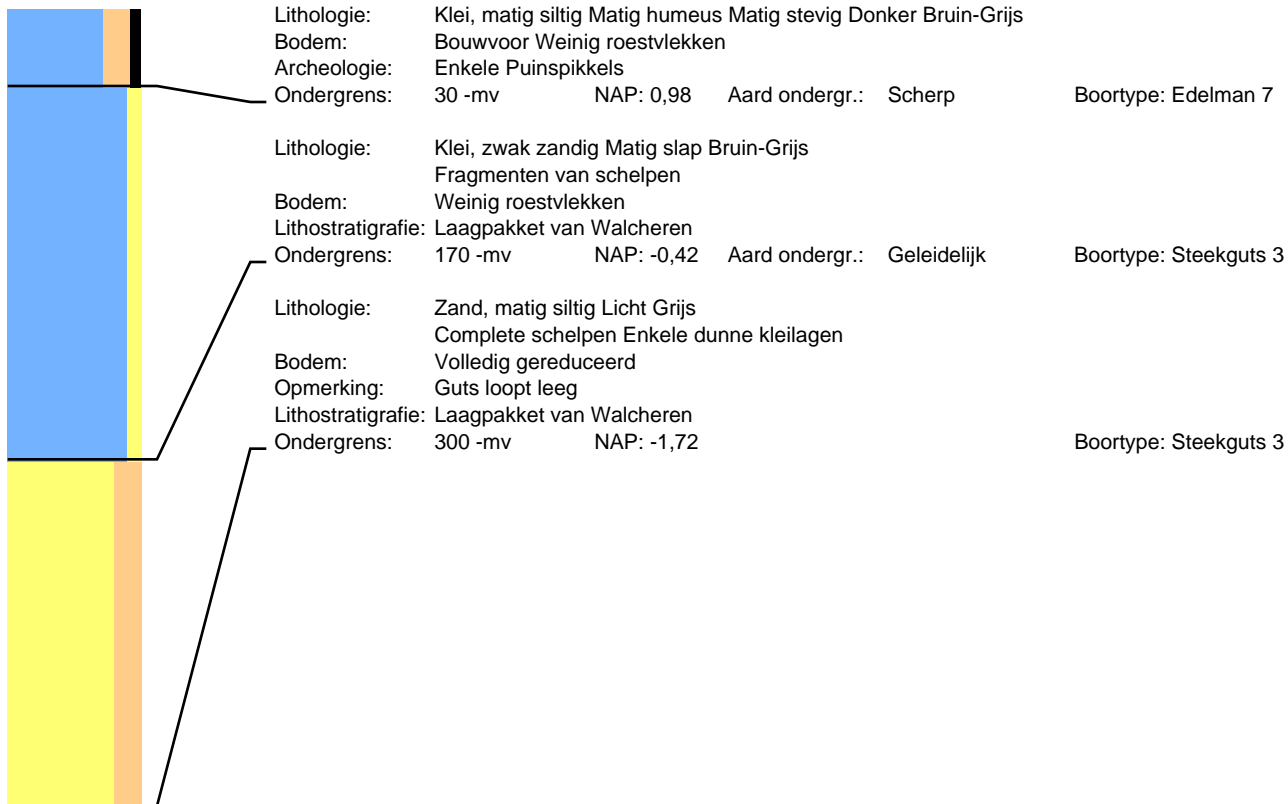 Lithologie: Klei, matig siltig Matig humeus Matig stevig Donker Bruin-Grijs
Bodem: Bouwvoor Weinig roestvlekken
Archeologie: Enkele Puinspikkels
Ondergrens: 30 -mv NAP: 0,98 Aard ondergr.: Scherp Boortype: Edelman 7
Lithologie: Klei, zwak zandig Matig slap Bruin-Grijs
Fragmenten van schelpen
Bodem: Weinig roestvlekken
Lithostratigrafie: Laagpakket van Walcheren
Ondergrens: 170 -mv NAP: -0,42 Aard ondergr.: Geleidelijk Boortype: Steekguts 3
Lithologie: Zand, matig siltig Licht Grijs
Complete schelpen Enkele dunne kleilagen
Bodem: Volledig gereduceerd
Opmerking: Guts loopt leeg
Lithostratigrafie: Laagpakket van Walcheren
Ondergrens: 300 -mv NAP: -1,72 Boortype: Steekguts 3